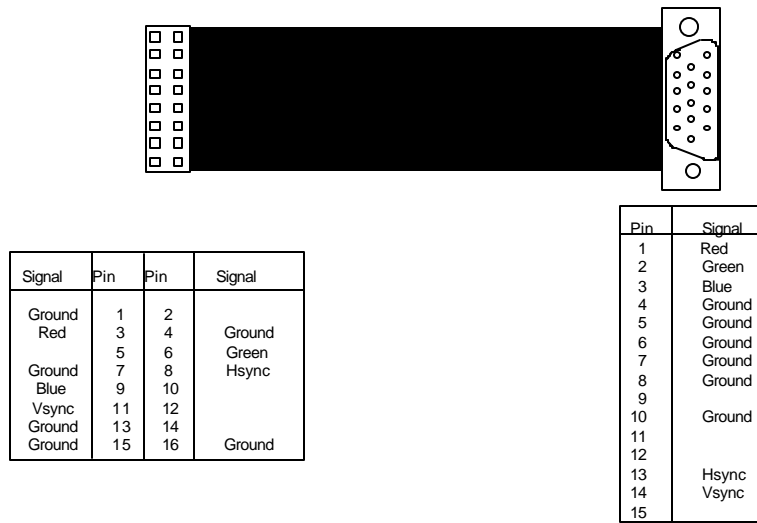 Signal Pin Pin Signal
Ground 1 2
Red 3 4 Ground
5 6 Green
Ground 7 8 Hsync
Blue 9 10
Vsync 11 12
Ground 13 14
Ground 15 16 Ground
Pin Signal
1 Red
2 Green
3 Blue
4 Ground
5 Ground
6 Ground
7 Ground
8 Ground
9
10 Ground
11
12
13 Hsync
14 Vsync
15